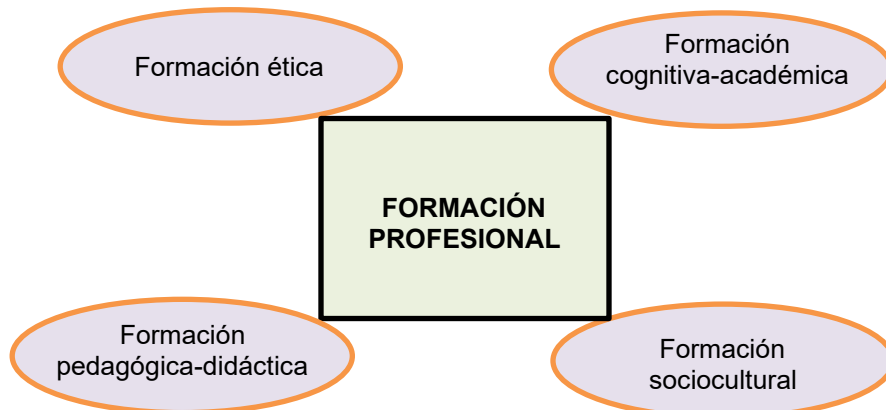 Formación ética
Formación
cognitiva-académica
FORMACIÓN
PROFESIONAL
Formación
pedagógica-didáctica
Formación
sociocultural